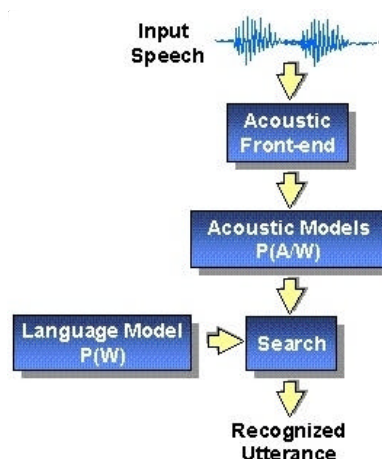 Input
Speech
Acoustic
Front-end
Acoustic Models
P(A/W)
Language Model
P(W)
Search
Recognized
Utterance